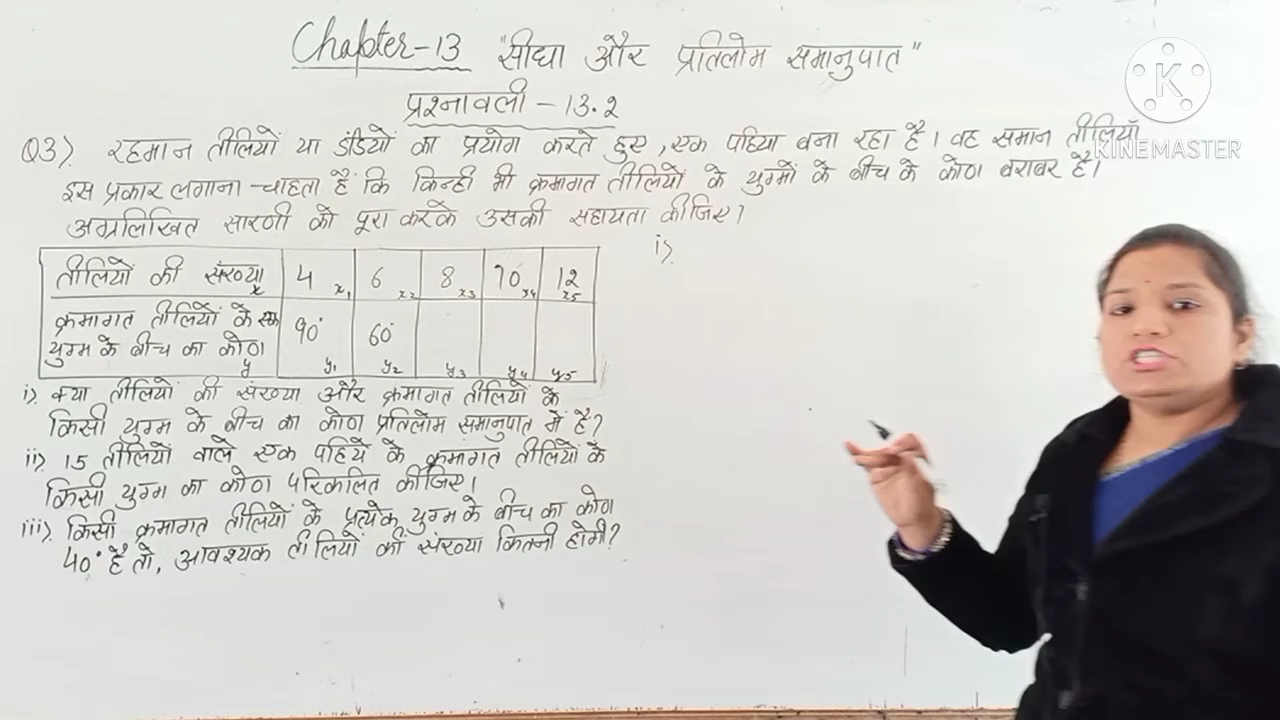 Chapter-13 "सीधा और प्रतिलोम समानुपात"
प्रश्नावली - 13.२
Q3). रहमान तीलियों या डंडियों का प्रयोग करते हुए, एक पहिया बना रहा है। वह समान तीलियाँ
इस प्रकार लगाना चाहता है कि किन्ही भी क्रमागत तीलियों के युग्मों के बीच के कोण बराबर है।
अग्रलिखित सारणी को पूरा करके उसकी सहायता कीजिए?
तीलियों की संख्या x 4 x₁ 6 x2 8 x3 10 x4 12 x5
क्रमागत तीलियों के एक
युग्म के बीच का कोण y 90° y₁ 60° y₂ y3 y4 y5
i). क्या तीलियों की संख्या और क्रमागत तीलियों के
किसी युग्म के बीच का कोण प्रतिलोम समानुपात में है?
ii). 15 तीलियों वाले एक पहिये के क्रमागत तीलियों के
किसी युग्म का कोण परिकलित कीजिए।
iii). किसी क्रमागत तीलियों के प्रत्येक युग्म के बीच का कोण
40° है तो, आवश्यक तीलियों की संख्या कितनी होगी?
i).
K
KINEMASTER